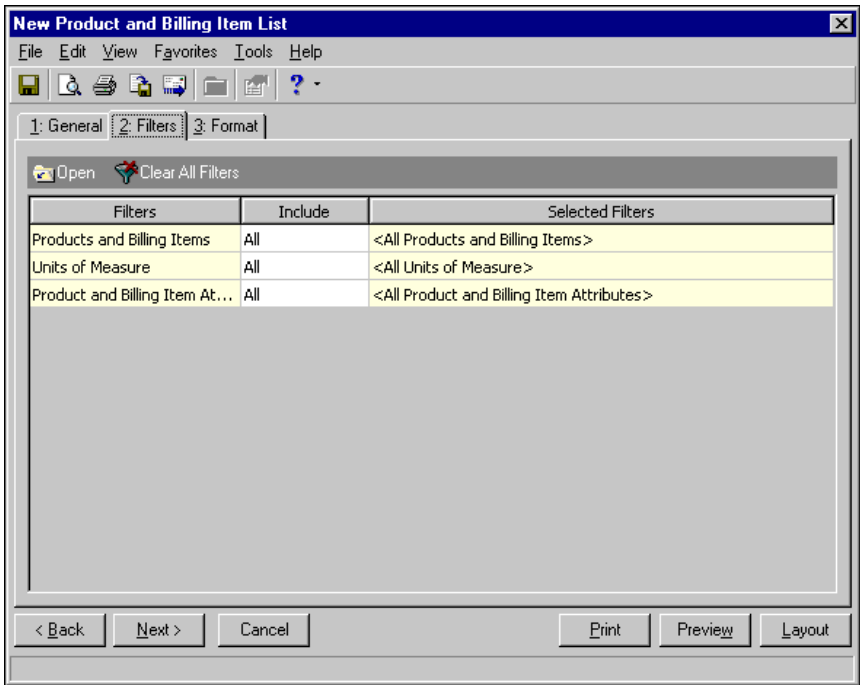 New Product and Billing Item List
File Edit View Favorites Tools Help
1: General 2: Filters 3: Format
Open Clear All Filters
Filters Include Selected Filters
Products and Billing Items All <All Products and Billing Items>
Units of Measure All <All Units of Measure>
Product and Billing Item At... All <All Product and Billing Item Attributes>
< Back Next > Cancel Print Preview Layout